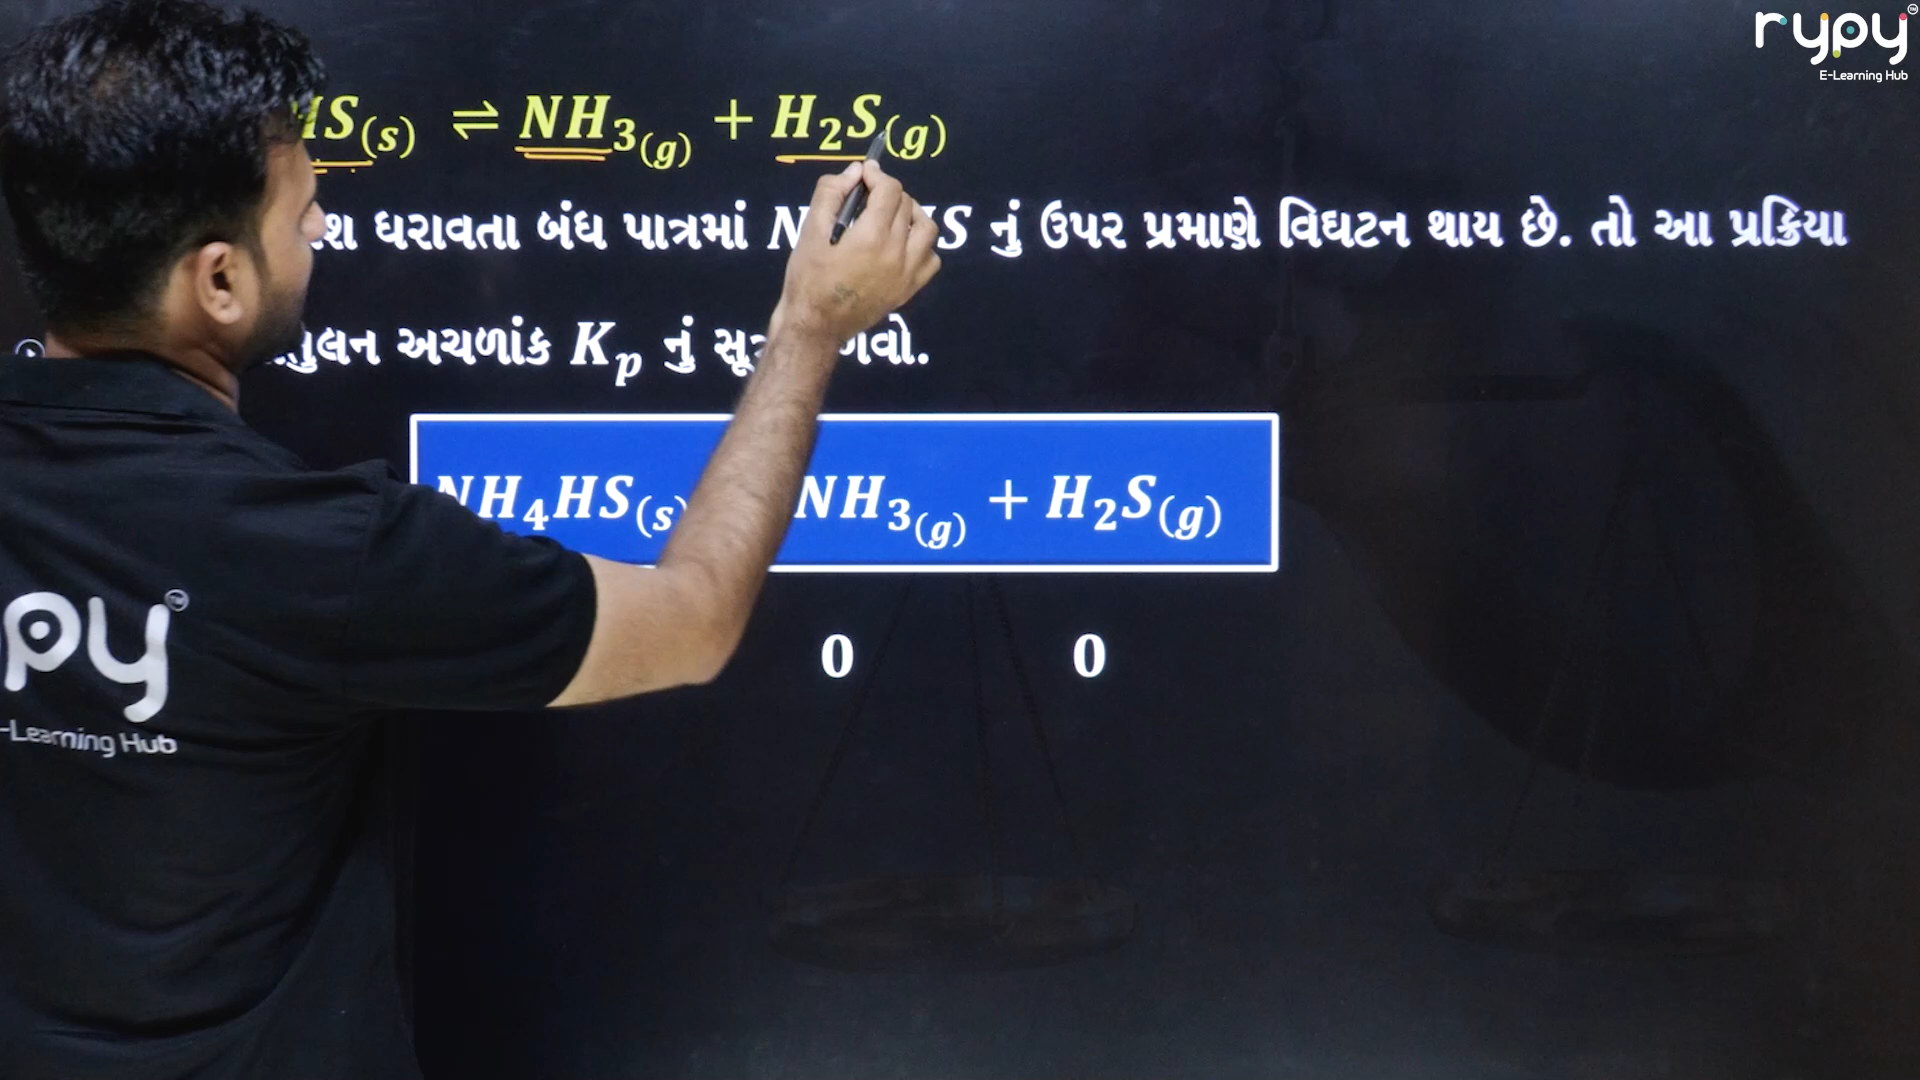 rypy
E-Learning Hub
HS(s) ⇌ NH3(g) + H2S(g)
ધરાવતા બંધ પાત્રમાં નું ઉપર પ્રમાણે વિઘટન થાય છે. તો આ પ્રક્રિયા
અચળાંક Kp નું
NH4HS(s) NH3(g) + H2S(g)
0 0
py
-Learning Hub